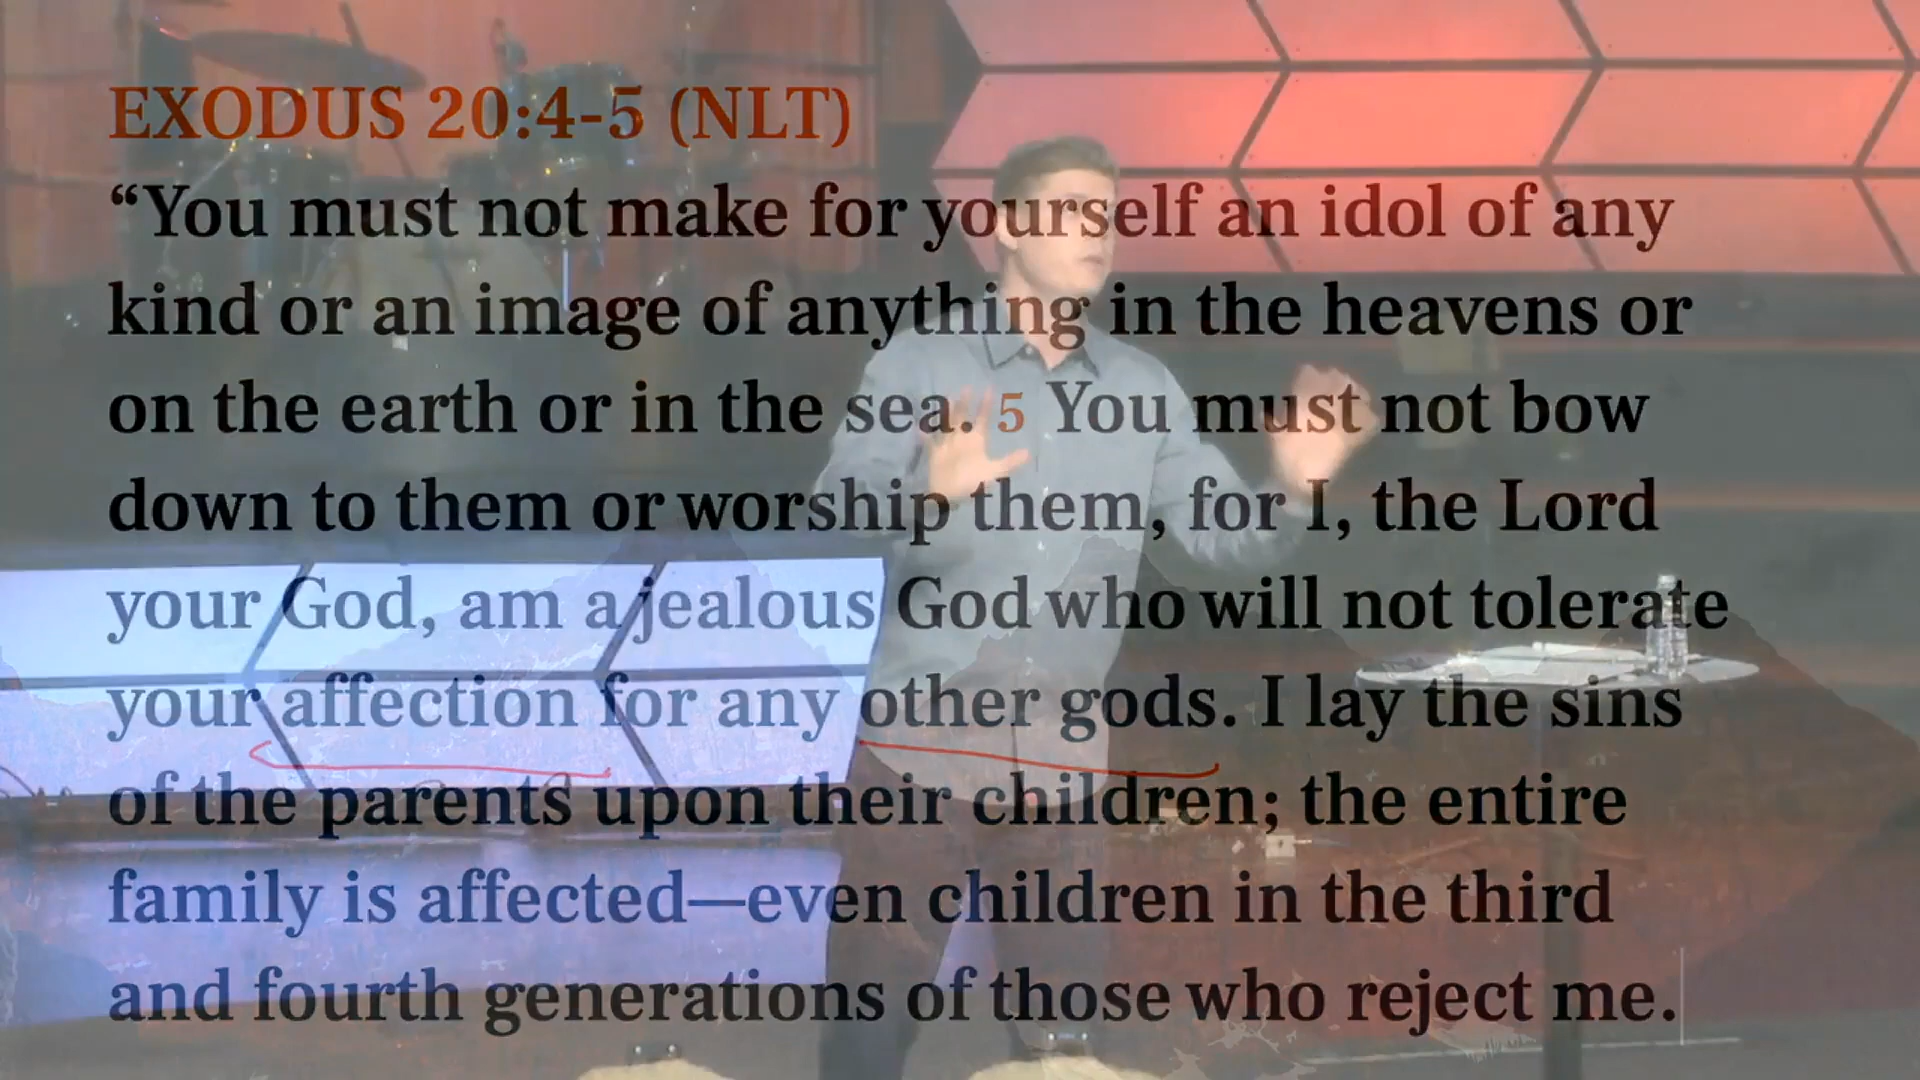 EXODUS 20:4-5 (NLT)
“You must not make for yourself an idol of any
kind or an image of anything in the heavens or
on the earth or in the sea. 5 You must not bow
down to them or worship them, for I, the Lord
your God, am a jealous God who will not tolerate
your affection for any other gods. I lay the sins
of the parents upon their children; the entire
family is affected—even children in the third
and fourth generations of those who reject me.